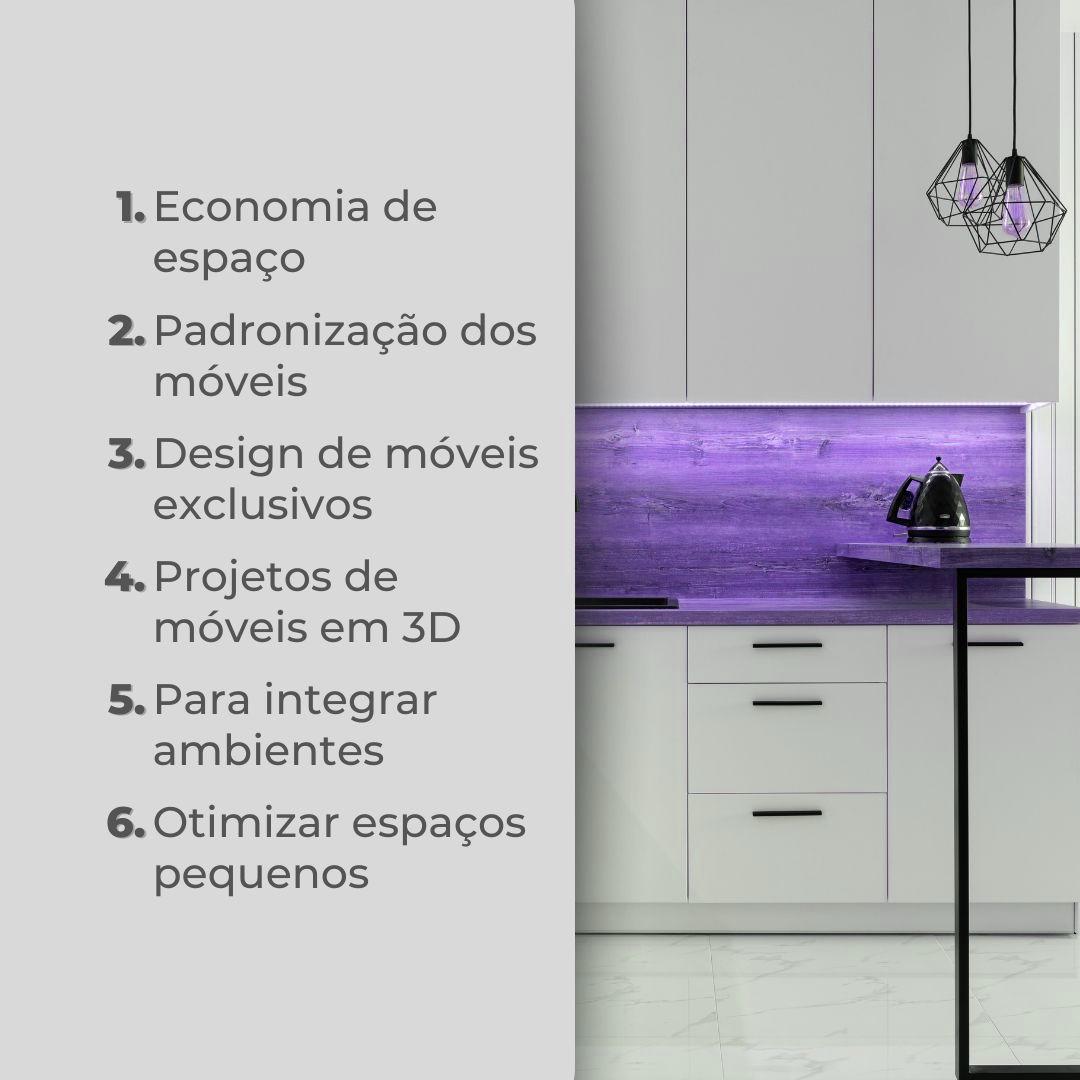 1. Economia de
espaço
2. Padronização dos
móveis
3. Design de móveis
exclusivos
4. Projetos de
móveis em 3D
5. Para integrar
ambientes
6. Otimizar espaços
pequenos